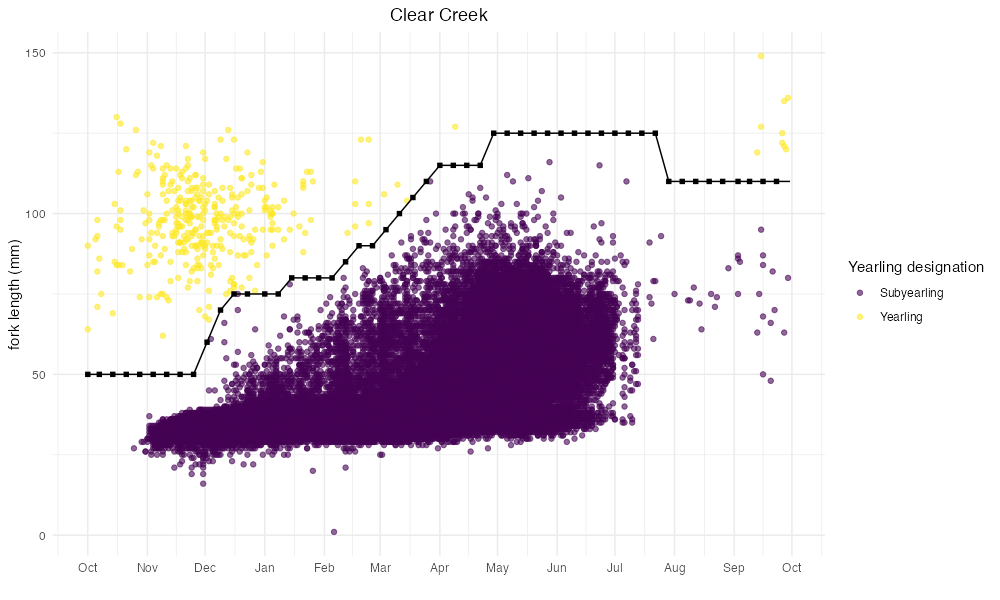 Clear Creek
fork length (mm)
150
100
50
0
Oct Nov Dec Jan Feb Mar Apr May Jun Jul Aug Sep Oct
Yearling designation
Subyearling
Yearling